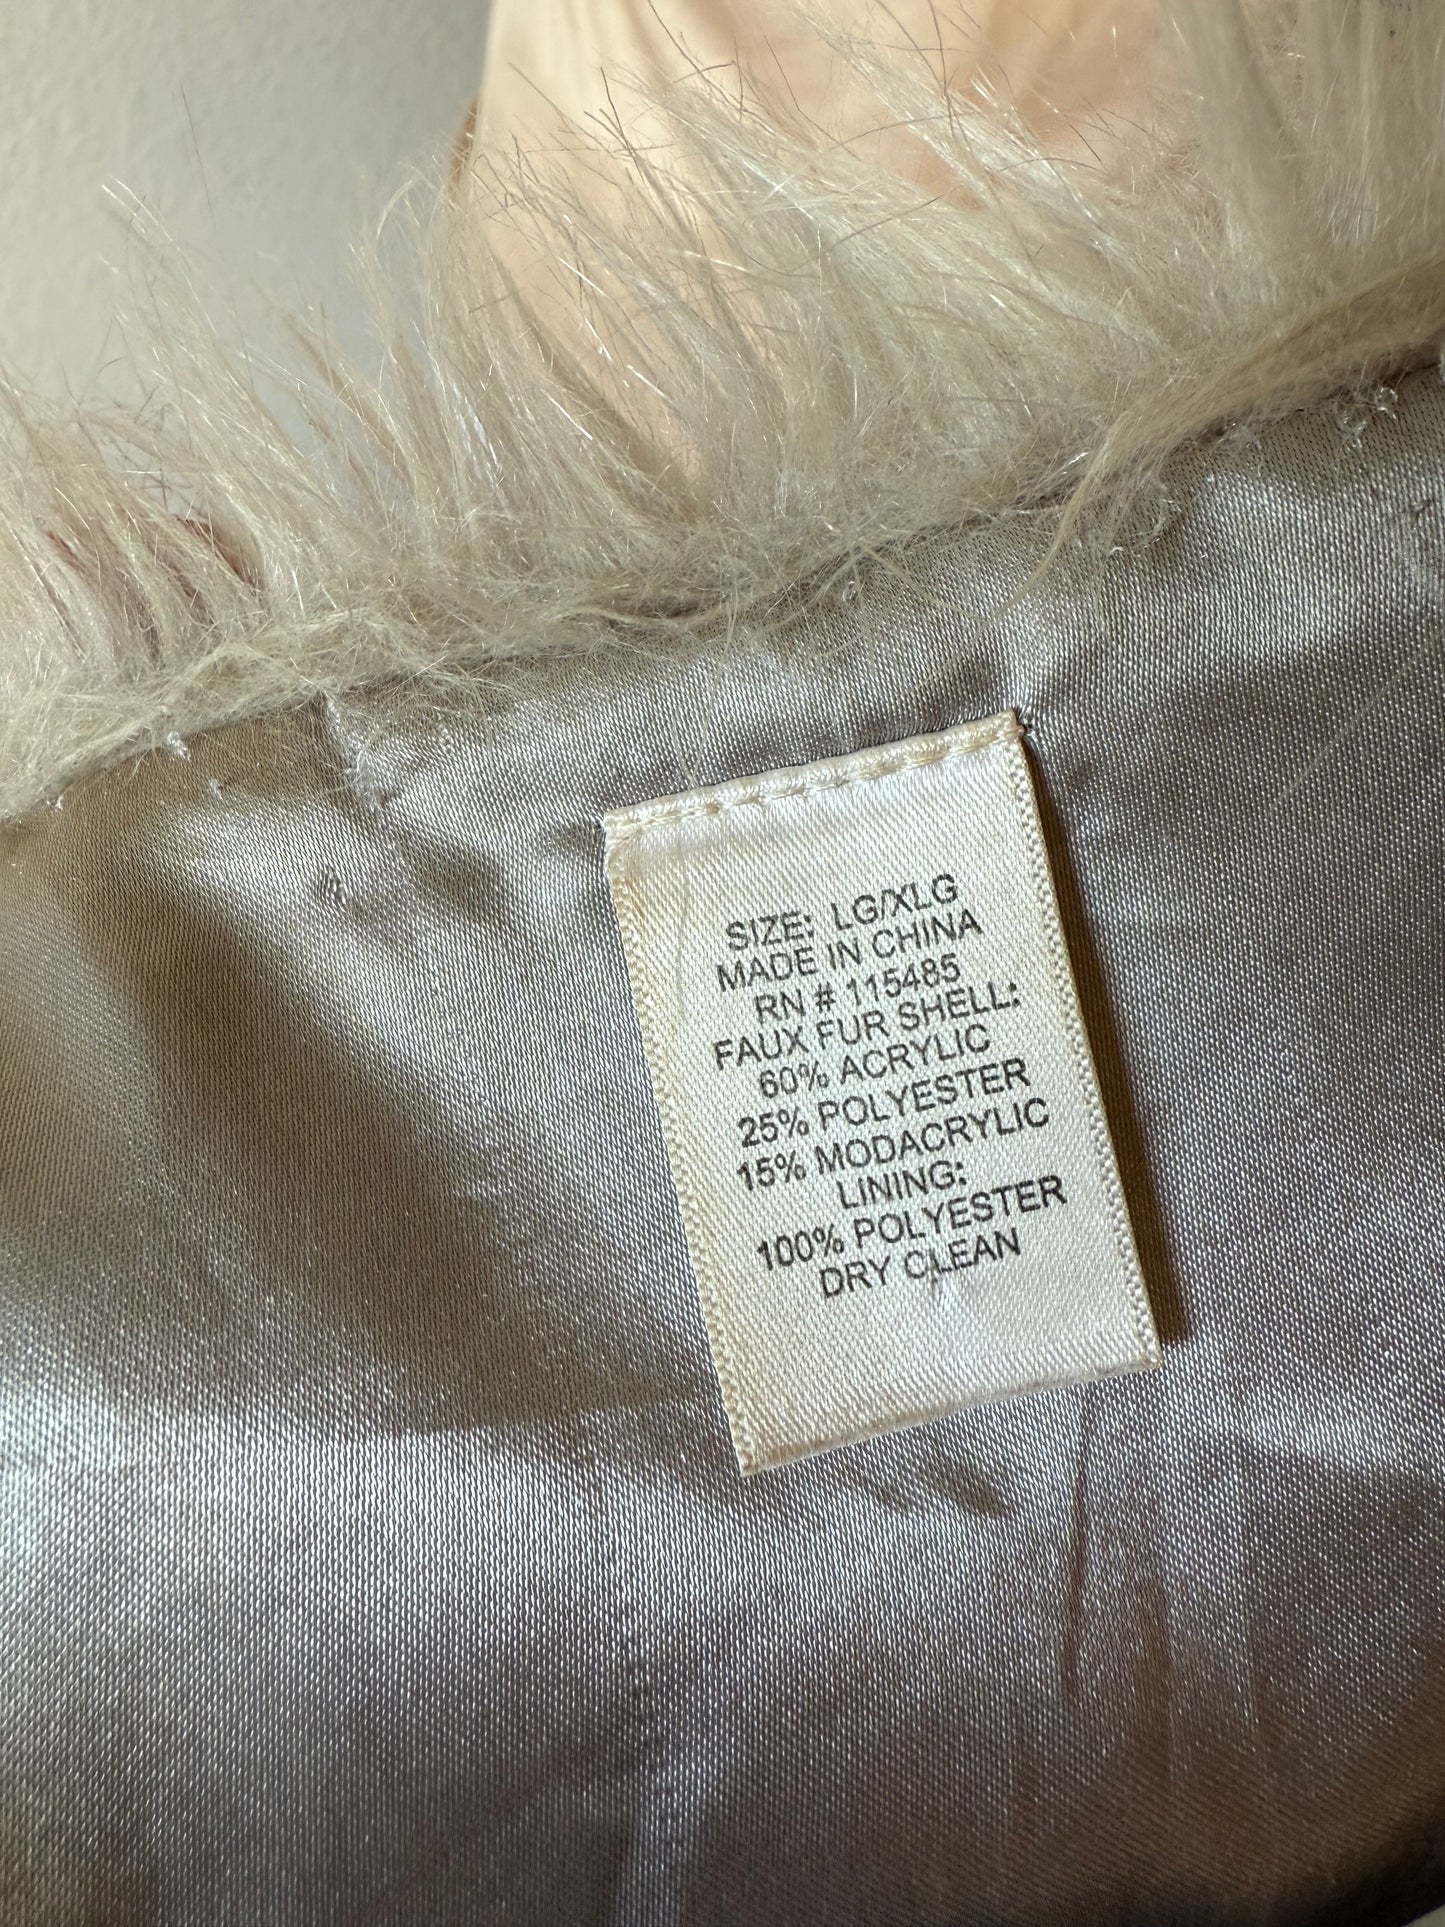 SIZE: LG/XLG
MADE IN CHINA
RN # 115485
FAUX FUR SHELL:
60% ACRYLIC
25% POLYESTER
15% MODACRYLIC
LINING:
100% POLYESTER
DRY CLEAN